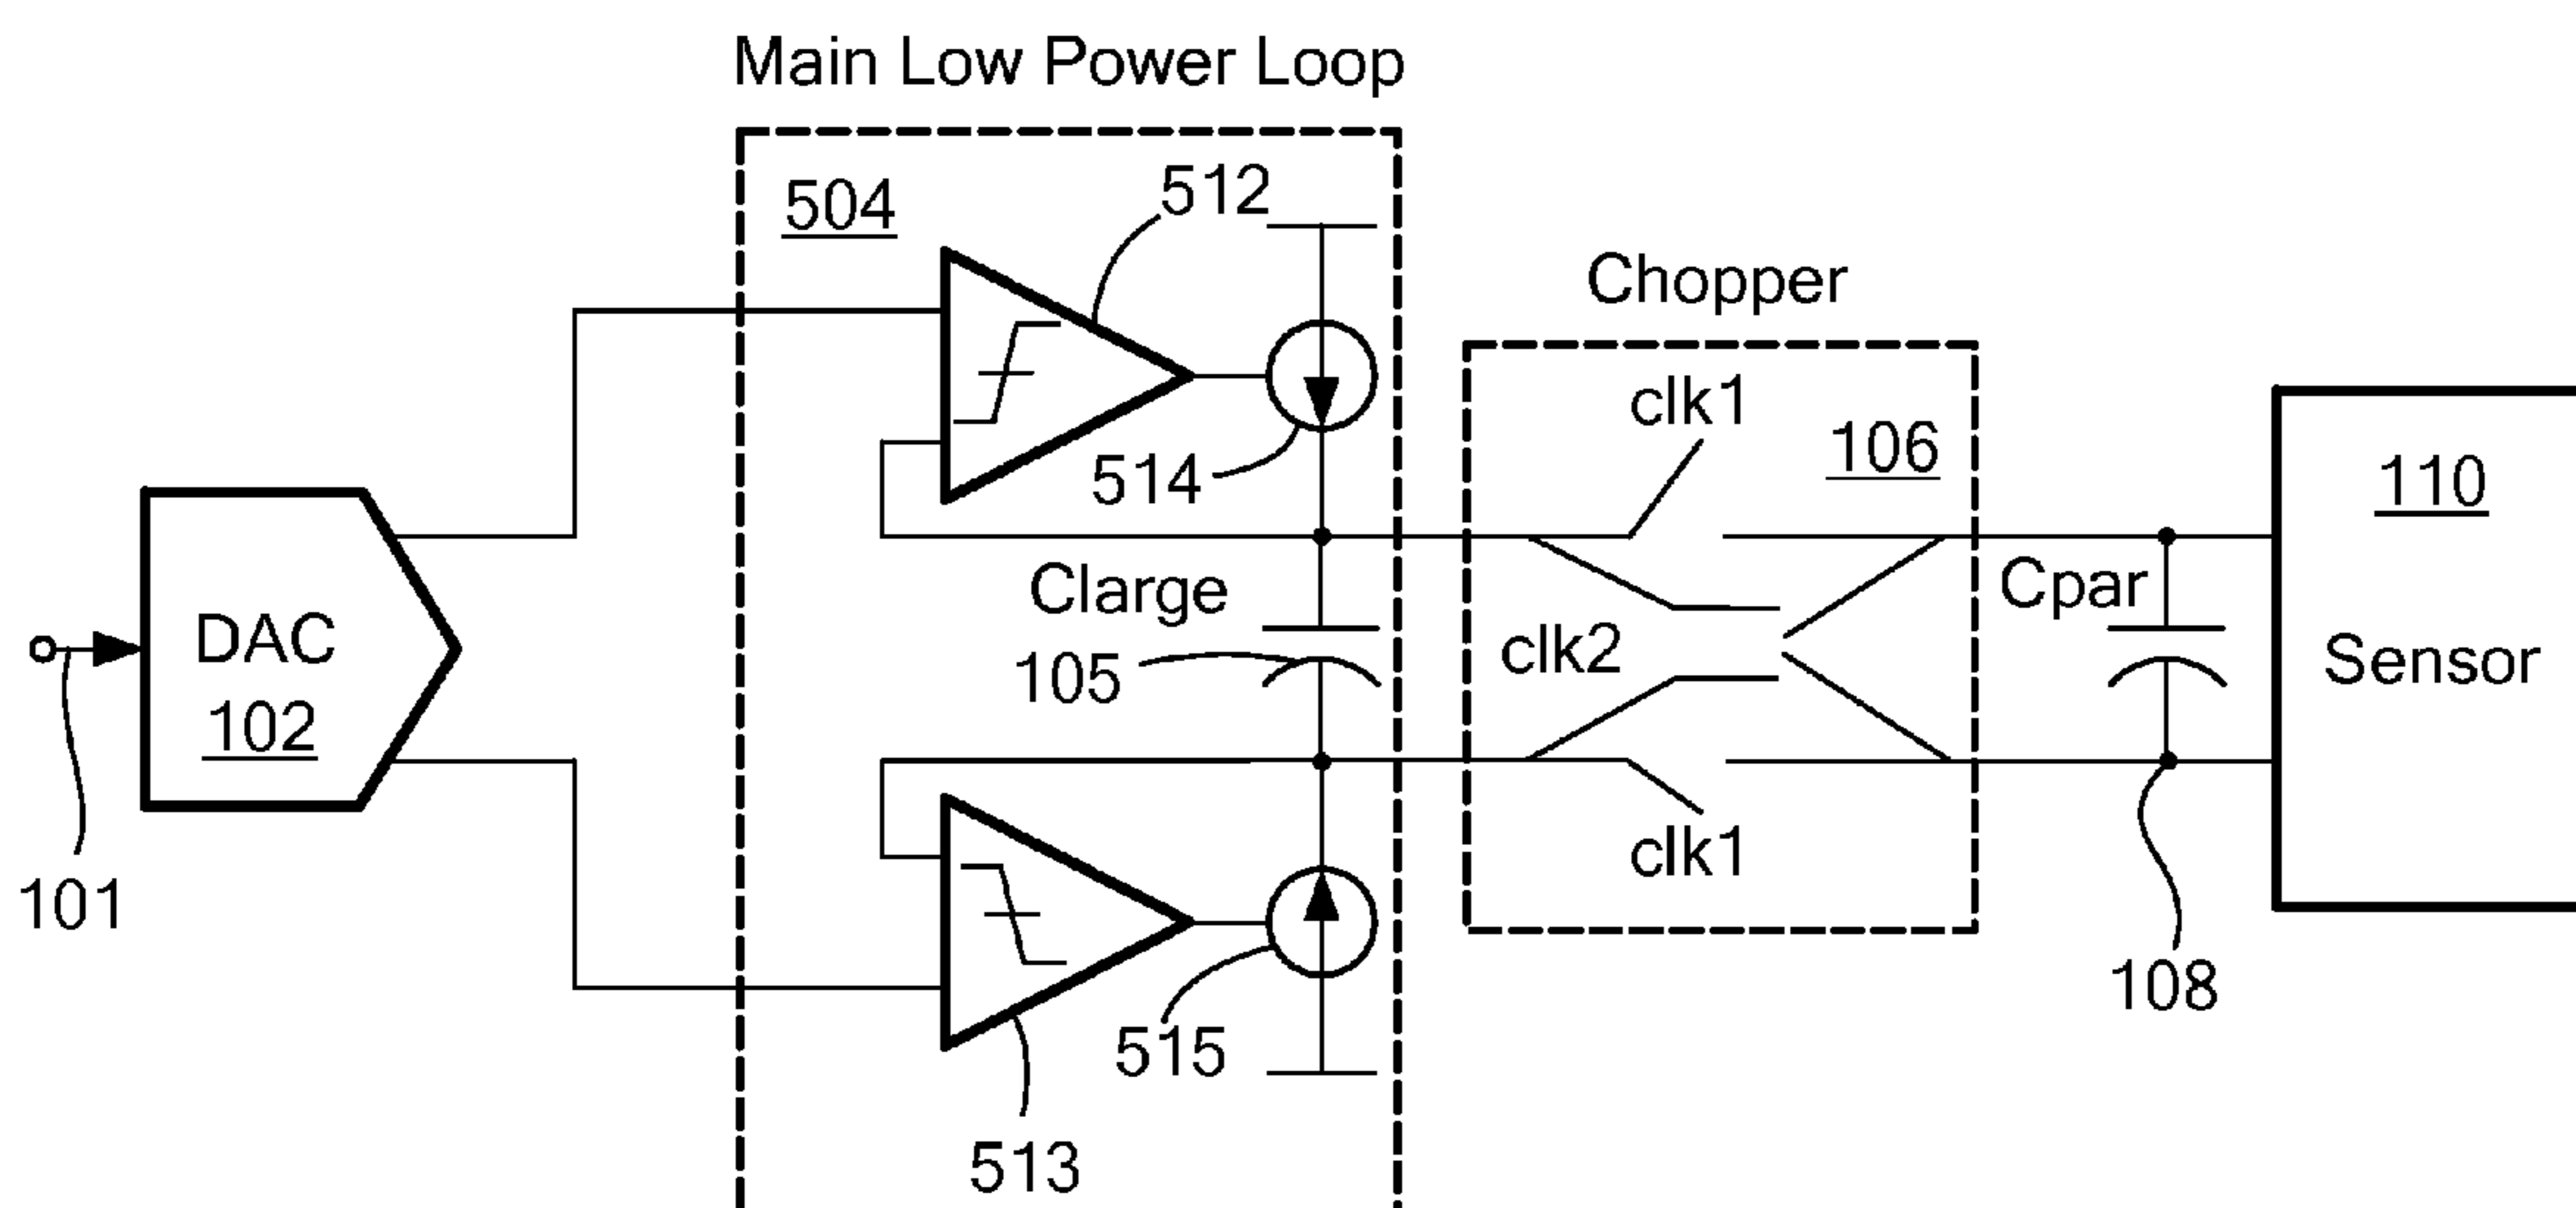 Main Low Power Loop
504
512
Chopper
clk1
106
514
110
DAC
102
Clarge
105
clk2
Cpar
Sensor
101
clk1
515
108
513